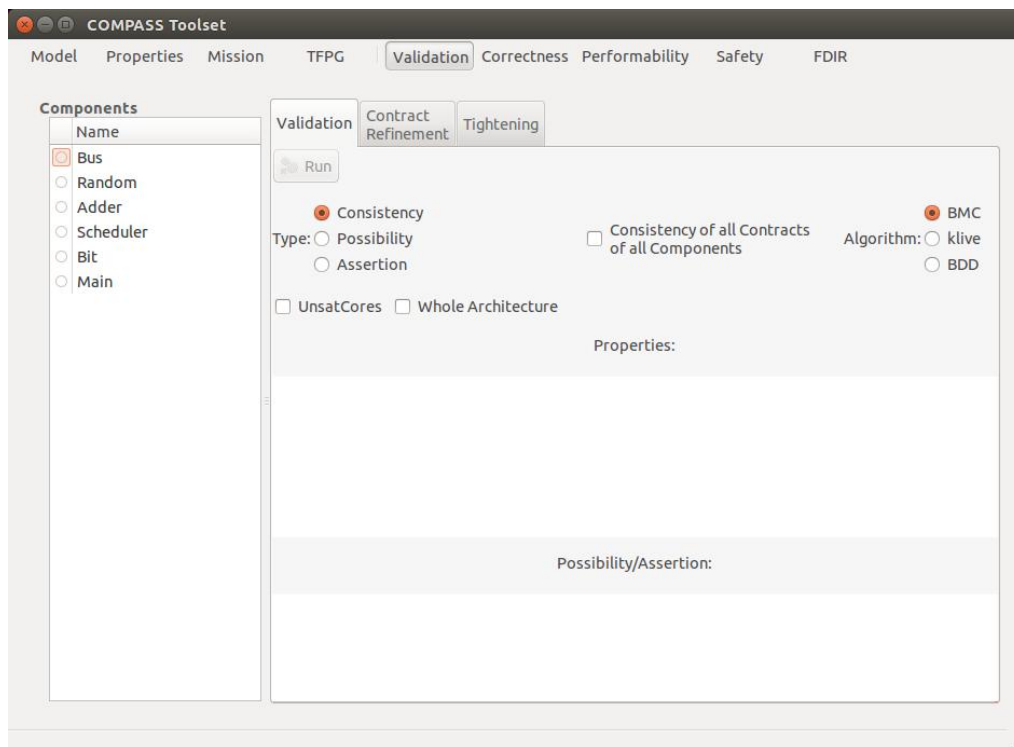 COMPASS Toolset
Model Properties Mission TFPG Validation Correctness Performability Safety FDIR
Components
Name
Bus
Random
Adder
Scheduler
Bit
Main
Validation
Contract
Refinement
Tightening
Run
Type:
Consistency
Possibility
Assertion
Consistency of all Contracts
of all Components
Algorithm:
BMC
klive
BDD
UnsatCores Whole Architecture
Properties:
Possibility/Assertion: